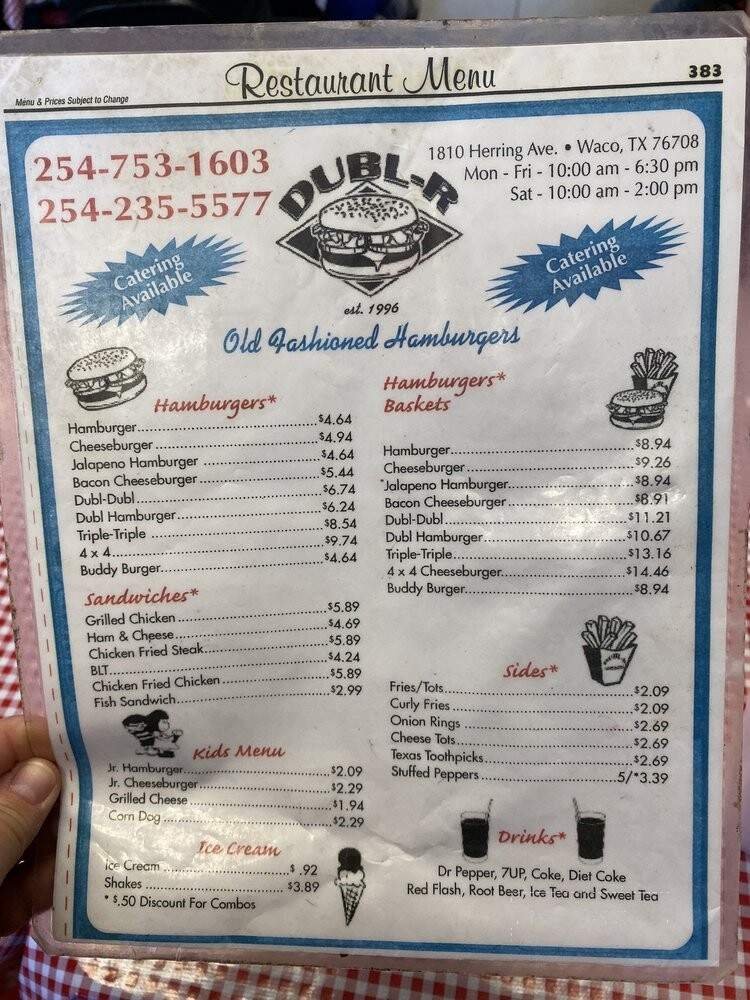 Restaurant Menu
383
Menu & Prices Subject to Change
254-753-1603
254-235-5577
DUBL-R
est. 1996
1810 Herring Ave. • Waco, TX 76708
Mon - Fri - 10:00 am - 6:30 pm
Sat - 10:00 am - 2:00 pm
Catering
Available
Catering
Available
Old Fashioned Hamburgers
Hamburgers*
Hamburger $4.64
Cheeseburger $4.94
Jalapeno Hamburger $4.64
Bacon Cheeseburger $5.44
Dubl-Dubl $6.74
Dubl Hamburger $6.24
Triple-Triple $8.54
4 x 4 $9.74
Buddy Burger $4.64
Sandwiches*
Grilled Chicken $5.89
Ham & Cheese $4.69
Chicken Fried Steak $5.89
BLT $4.24
Chicken Fried Chicken $5.89
Fish Sandwich $2.99
Kids Menu
Jr. Hamburger $2.09
Jr. Cheeseburger $2.29
Grilled Cheese $1.94
Corn Dog $2.29
Ice Cream
Ice Cream $ .92
Shakes $3.89
* $.50 Discount For Combos
Hamburgers*
Baskets
Hamburger $8.94
Cheeseburger $9.26
*Jalapeno Hamburger $8.94
Bacon Cheeseburger $8.91
Dubl-Dubl $11.21
Dubl Hamburger $10.67
Triple-Triple $13.16
4 x 4 Cheeseburger $14.46
Buddy Burger $8.94
Sides*
Fries/Tots $2.09
Curly Fries $2.09
Onion Rings $2.69
Cheese Tots $2.69
Texas Toothpicks $2.69
Stuffed Peppers 5/*3.39
Drinks*
Dr Pepper, 7UP, Coke, Diet Coke
Red Flash, Root Beer, Ice Tea and Sweet Tea